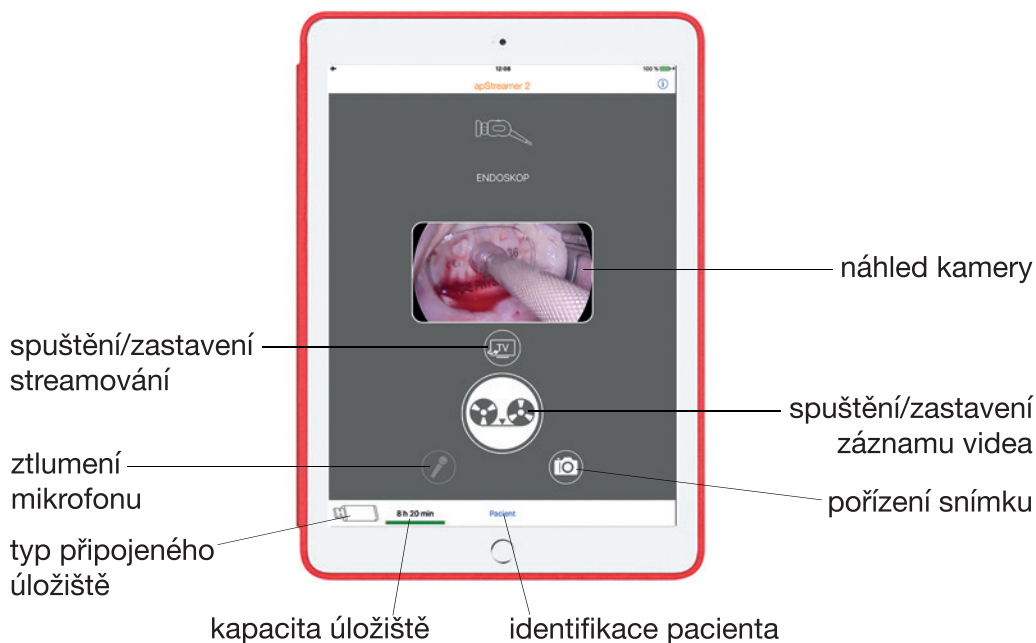 12:08
100 %
apStreamer 2
ENDOSKOP
náhled kamery
TV
spuštění/zastavení
streamování
spuštění/zastavení
záznamu videa
ztlumení
mikrofonu
pořízení snímku
8 h 20 min
Pacient
typ připojeného
úložiště
kapacita úložiště
identifikace pacienta